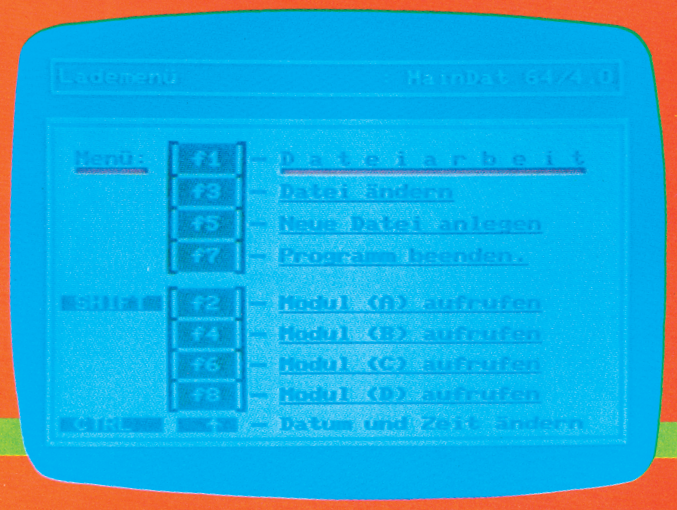 Lademenü MainDat 64/4.0
Menü: f1 - Dateiarbeit
f3 - Datei ändern
f5 - Neue Datei anlegen
f7 - Programm beenden.
SHIFT f2 - Modul (A) aufrufen
f4 - Modul (B) aufrufen
f6 - Modul (C) aufrufen
f8 - Modul (D) aufrufen
CTRL ↑ - Datum und Zeit ändern